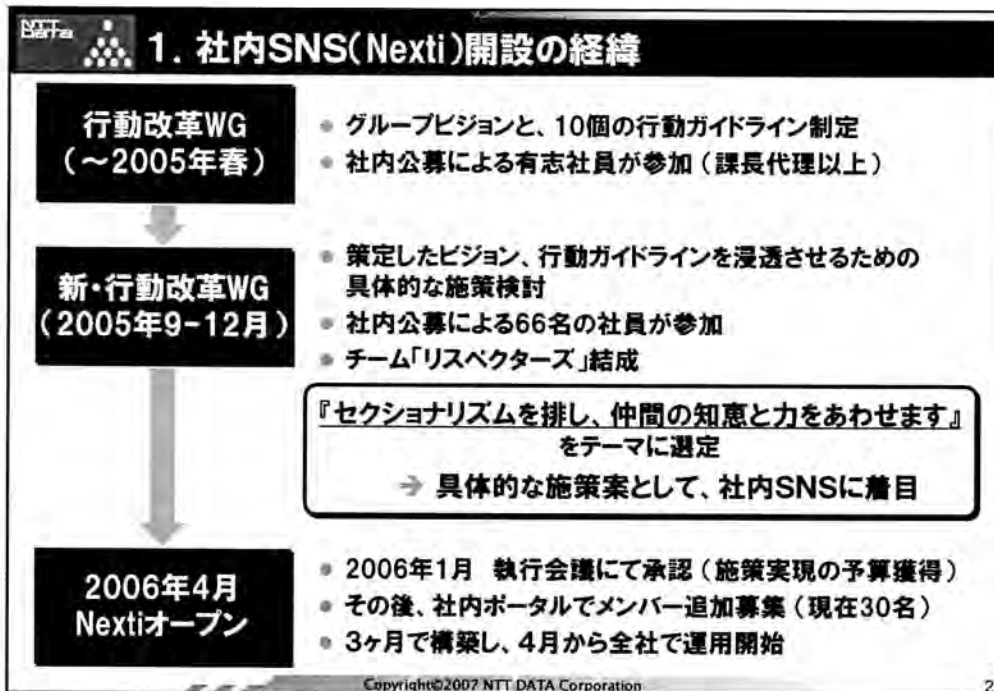 NTT
Data
1. 社内SNS(Nexti)開設の経緯
行動改革WG
(～2005年春)
グループビジョンと、10個の行動ガイドライン制定
社内公募による有志社員が参加(課長代理以上)
新・行動改革WG
(2005年9-12月)
策定したビジョン、行動ガイドラインを浸透させるための
具体的な施策検討
社内公募による66名の社員が参加
チーム「リスペクターズ」結成
『セクショナリズムを排し、仲間の知恵と力をあわせます』
をテーマに選定
→ 具体的な施策案として、社内SNSに着目
2006年4月
Nextiオープン
2006年1月 執行会議にて承認(施策実現の予算獲得)
その後、社内ポータルでメンバー追加募集(現在30名)
3ヶ月で構築し、4月から全社で運用開始
Copyright©2007 NTT DATA Corporation
2